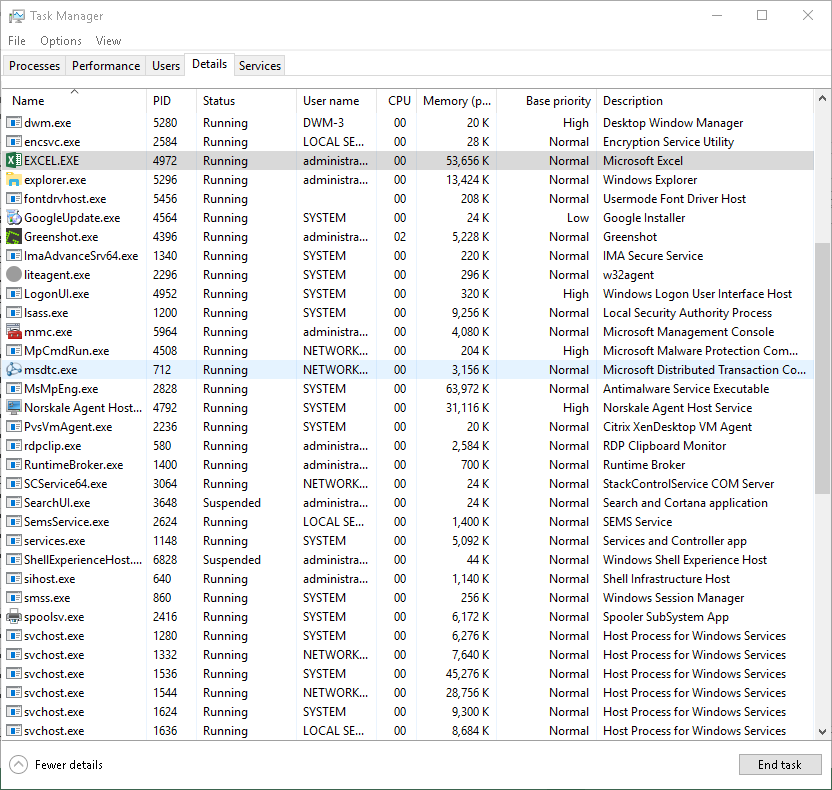 Task Manager
File Options View
Processes Performance Users Details Services
Name PID Status User name CPU Memory (p... Base priority Description
dwm.exe 5280 Running DWM-3 00 20 K High Desktop Window Manager
encsvc.exe 2584 Running LOCAL SE... 00 28 K Normal Encryption Service Utility
EXCEL.EXE 4972 Running administra... 00 53,656 K Normal Microsoft Excel
explorer.exe 5296 Running administra... 00 13,424 K Normal Windows Explorer
fontdrvhost.exe 5456 Running 00 208 K Normal Usermode Font Driver Host
GoogleUpdate.exe 4564 Running SYSTEM 00 24 K Low Google Installer
Greenshot.exe 4396 Running administra... 02 5,228 K Normal Greenshot
ImaAdvanceSrv64.exe 1340 Running SYSTEM 00 220 K Normal IMA Secure Service
liteagent.exe 2296 Running SYSTEM 00 296 K Normal w32agent
LogonUI.exe 4952 Running SYSTEM 00 320 K High Windows Logon User Interface Host
lsass.exe 1200 Running SYSTEM 00 9,256 K Normal Local Security Authority Process
mmc.exe 5964 Running administra... 00 4,080 K Normal Microsoft Management Console
MpCmdRun.exe 4508 Running NETWORK... 00 204 K High Microsoft Malware Protection Com...
msdtc.exe 712 Running NETWORK... 00 3,156 K Normal Microsoft Distributed Transaction Co...
MsMpEng.exe 2828 Running SYSTEM 00 63,972 K Normal Antimalware Service Executable
Norskale Agent Host... 4792 Running SYSTEM 00 31,116 K High Norskale Agent Host Service
PvsVmAgent.exe 2236 Running SYSTEM 00 20 K Normal Citrix XenDesktop VM Agent
rdpclip.exe 580 Running administra... 00 2,584 K Normal RDP Clipboard Monitor
RuntimeBroker.exe 1400 Running administra... 00 700 K Normal Runtime Broker
SCService64.exe 3064 Running NETWORK... 00 24 K Normal StackControlService COM Server
SearchUI.exe 3648 Suspended administra... 00 24 K Normal Search and Cortana application
SemsService.exe 2624 Running LOCAL SE... 00 1,400 K Normal SEMS Service
services.exe 1148 Running SYSTEM 00 5,092 K Normal Services and Controller app
ShellExperienceHost.... 6828 Suspended administra... 00 44 K Normal Windows Shell Experience Host
sihost.exe 640 Running administra... 00 1,140 K Normal Shell Infrastructure Host
smss.exe 860 Running SYSTEM 00 256 K Normal Windows Session Manager
spoolsv.exe 2416 Running SYSTEM 00 6,172 K Normal Spooler SubSystem App
svchost.exe 1280 Running SYSTEM 00 6,276 K Normal Host Process for Windows Services
svchost.exe 1332 Running NETWORK... 00 7,640 K Normal Host Process for Windows Services
svchost.exe 1536 Running SYSTEM 00 45,276 K Normal Host Process for Windows Services
svchost.exe 1544 Running NETWORK... 00 28,756 K Normal Host Process for Windows Services
svchost.exe 1624 Running SYSTEM 00 9,300 K Normal Host Process for Windows Services
svchost.exe 1636 Running LOCAL SE... 00 8,684 K Normal Host Process for Windows Services
Fewer details End task